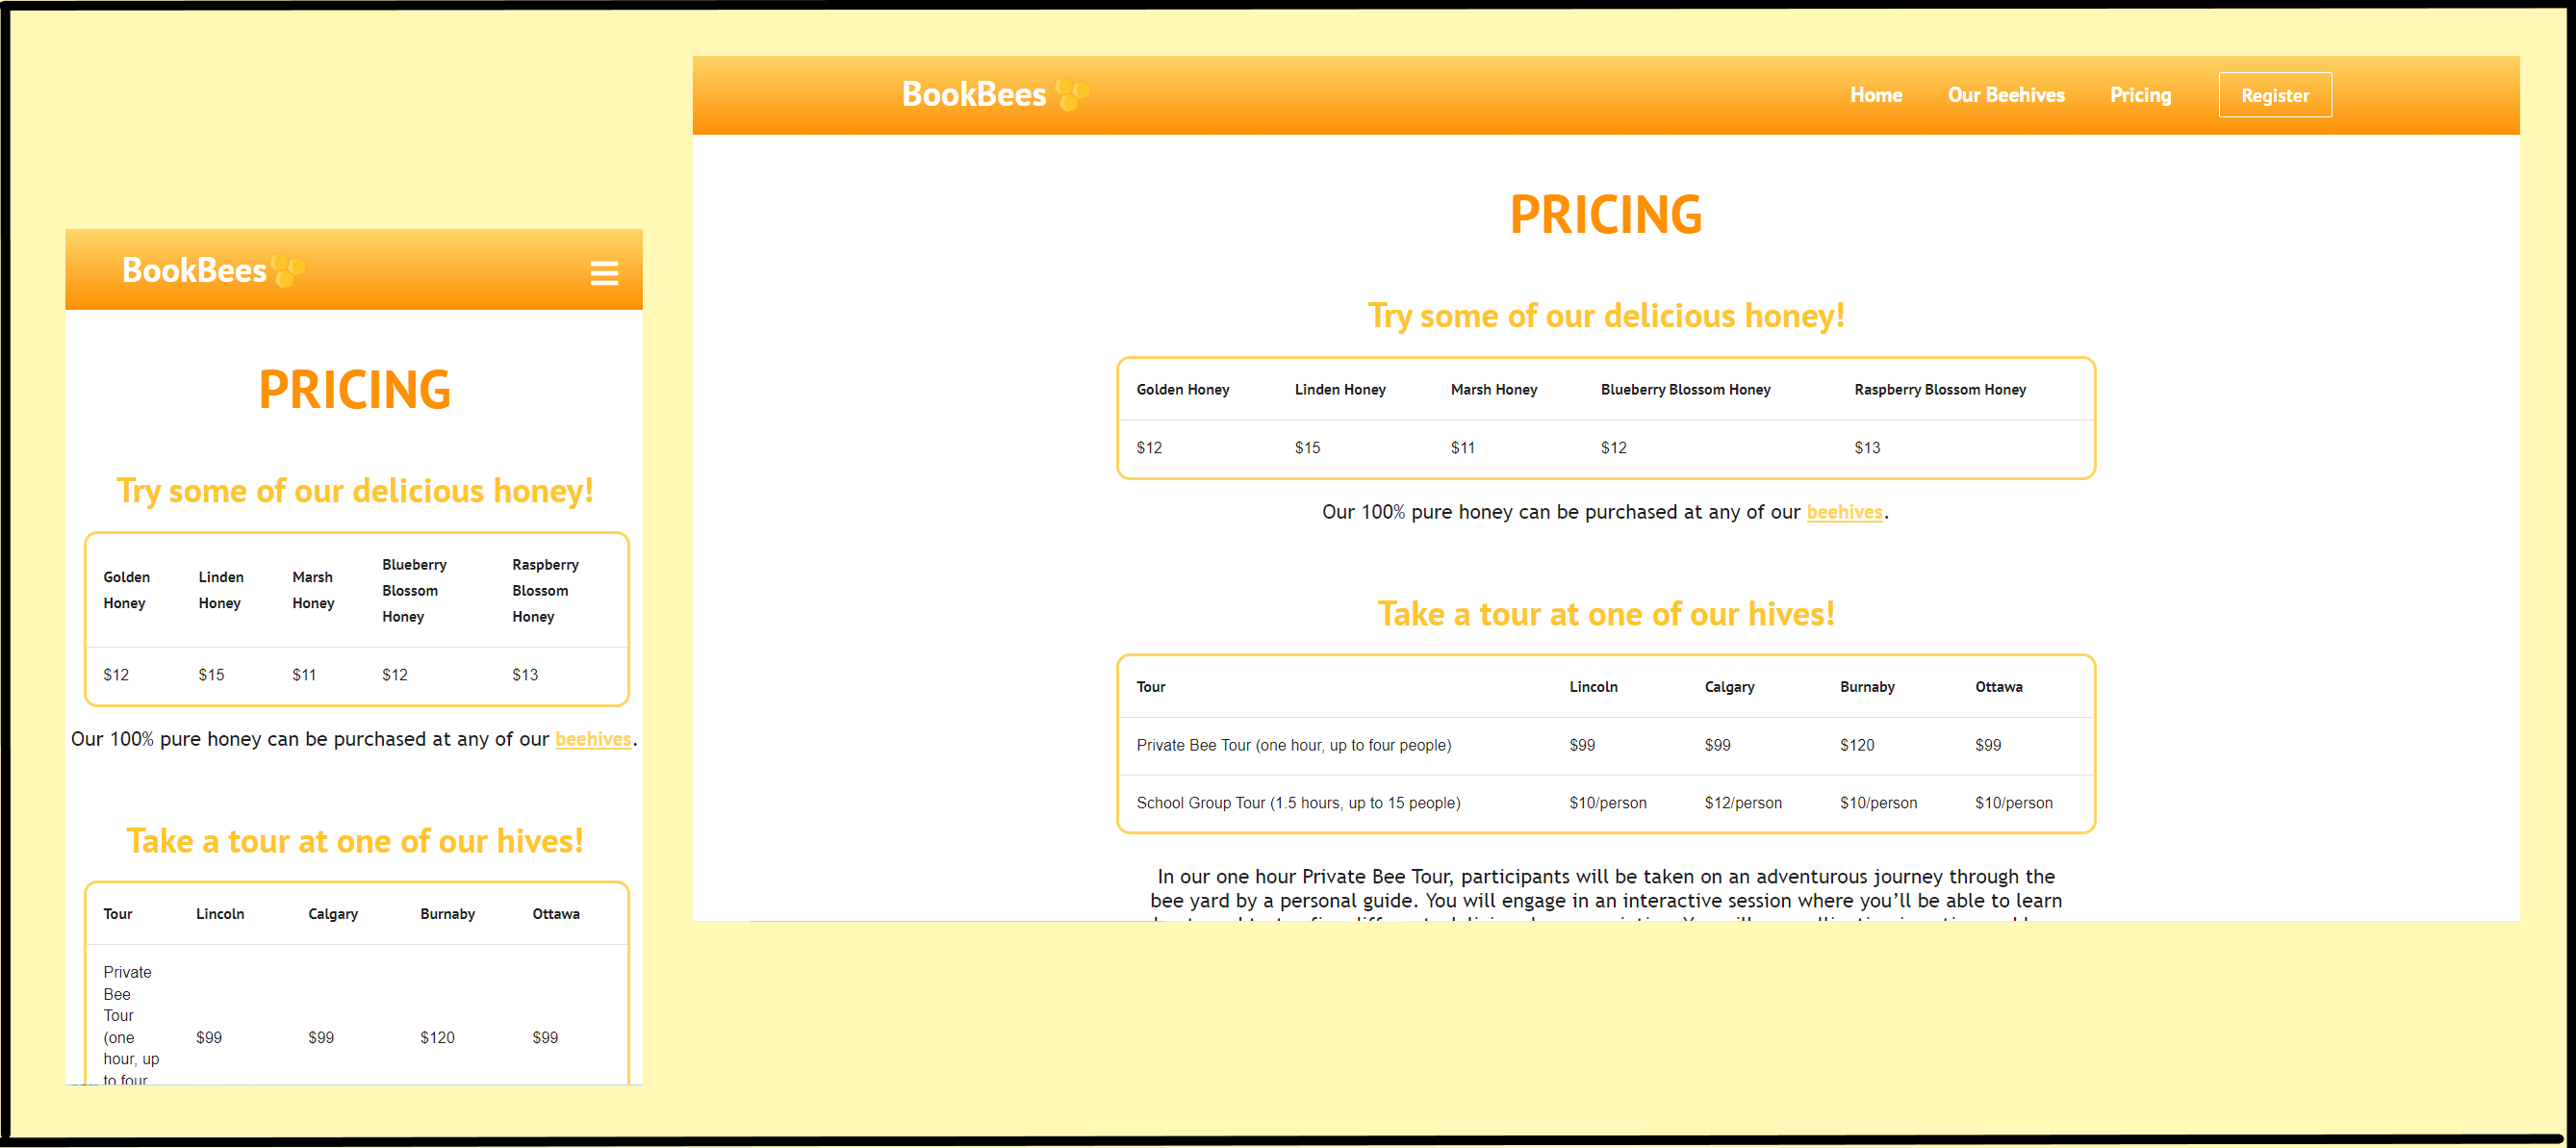 BookBees
PRICING
Try some of our delicious honey!
Golden Honey Linden Honey Marsh Honey Blueberry Blossom Honey Raspberry Blossom Honey
$12 $15 $11 $12 $13
Our 100% pure honey can be purchased at any of our beehives.
Take a tour at one of our hives!
Tour Lincoln Calgary Burnaby Ottawa
Private
Bee
Tour
(one $99 $99 $120 $99
hour, up
to four
BookBees Home Our Beehives Pricing Register
PRICING
Try some of our delicious honey!
Golden Honey Linden Honey Marsh Honey Blueberry Blossom Honey Raspberry Blossom Honey
$12 $15 $11 $12 $13
Our 100% pure honey can be purchased at any of our beehives.
Take a tour at one of our hives!
Tour Lincoln Calgary Burnaby Ottawa
Private Bee Tour (one hour, up to four people) $99 $99 $120 $99
School Group Tour (1.5 hours, up to 15 people) $10/person $12/person $10/person $10/person
In our one hour Private Bee Tour, participants will be taken on an adventurous journey through the
bee yard by a personal guide. You will engage in an interactive session where you’ll be able to learn